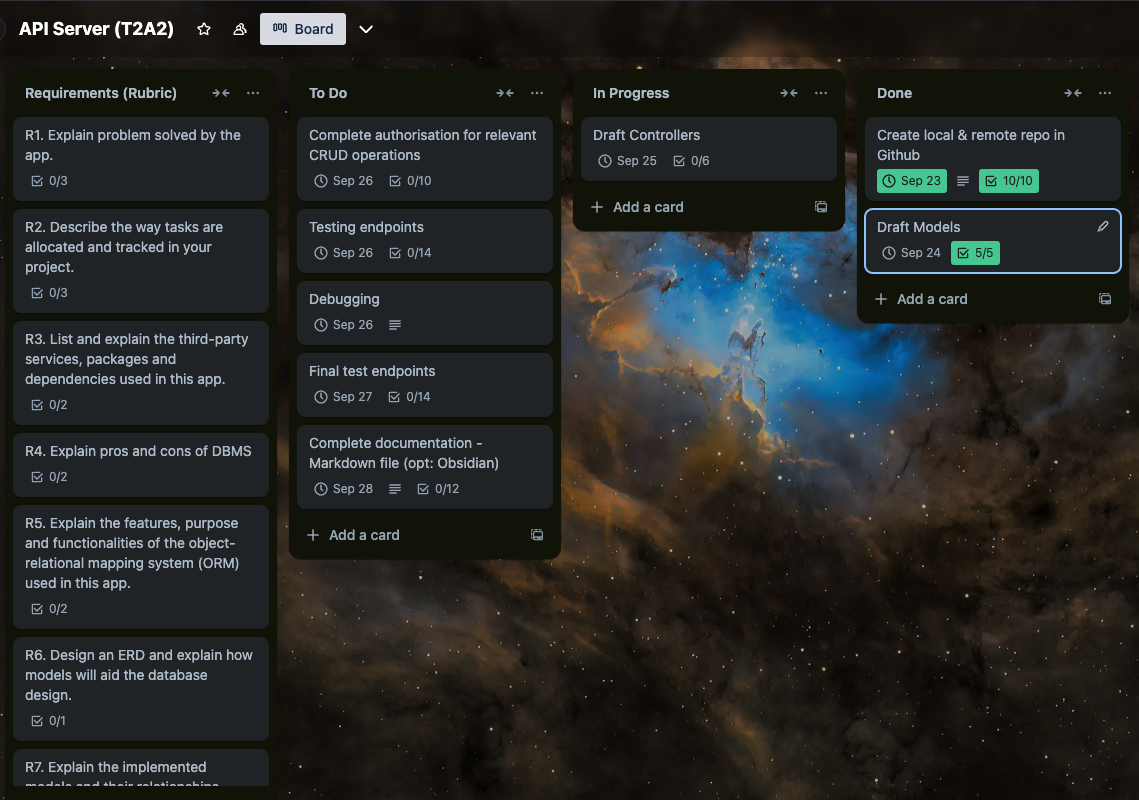 API Server (T2A2)
Board
Requirements (Rubric)
R1. Explain problem solved by the
app.
0/3
R2. Describe the way tasks are
allocated and tracked in your
project.
0/3
R3. List and explain the third-party
services, packages and
dependencies used in this app.
0/2
R4. Explain pros and cons of DBMS
0/2
R5. Explain the features, purpose
and functionalities of the object-
relational mapping system (ORM)
used in this app.
0/2
R6. Design an ERD and explain how
models will aid the database
design.
0/1
R7. Explain the implemented
models and their relationships
To Do
Complete authorisation for relevant
CRUD operations
Sep 26 0/10
Testing endpoints
Sep 26 0/14
Debugging
Sep 26
Final test endpoints
Sep 27 0/14
Complete documentation -
Markdown file (opt: Obsidian)
Sep 28 0/12
Add a card
In Progress
Draft Controllers
Sep 25 0/6
Add a card
Done
Create local & remote repo in
Github
Sep 23 10/10
Draft Models
Sep 24 5/5
Add a card